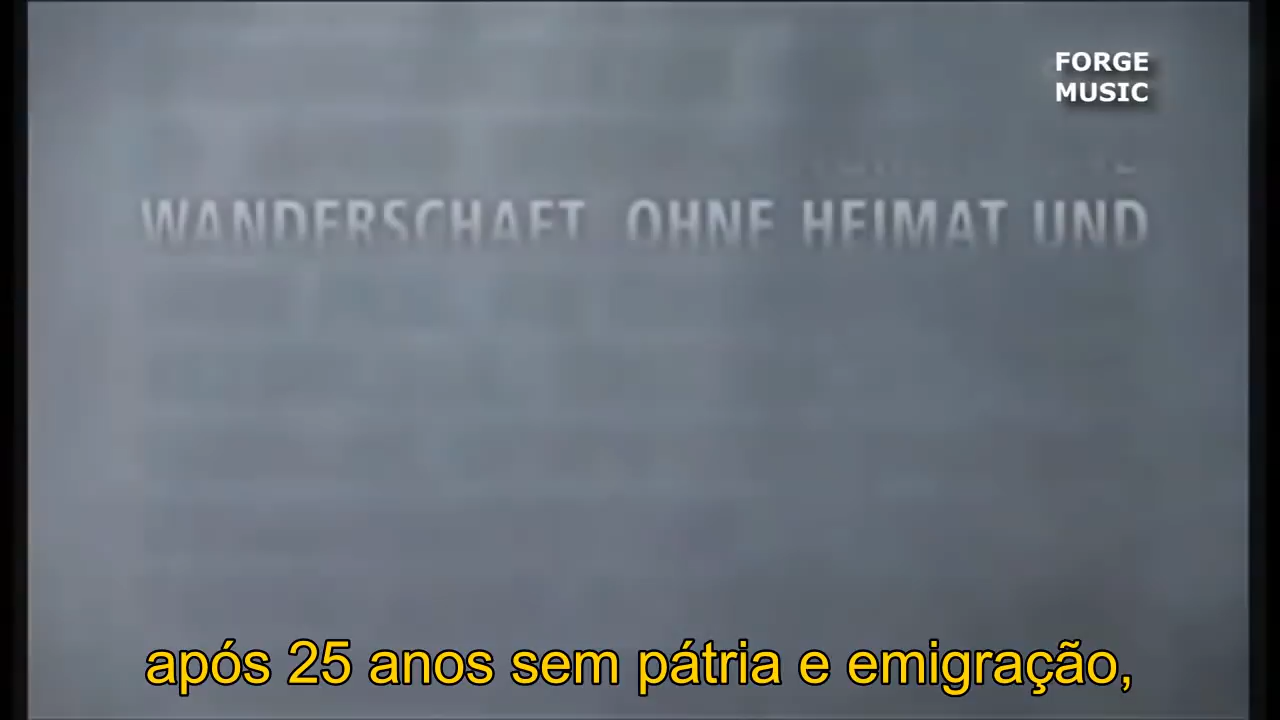 FORGE
MUSIC
WANDERSCHAFT OHNE HEIMAT UND
após 25 anos sem pátria e emigração,